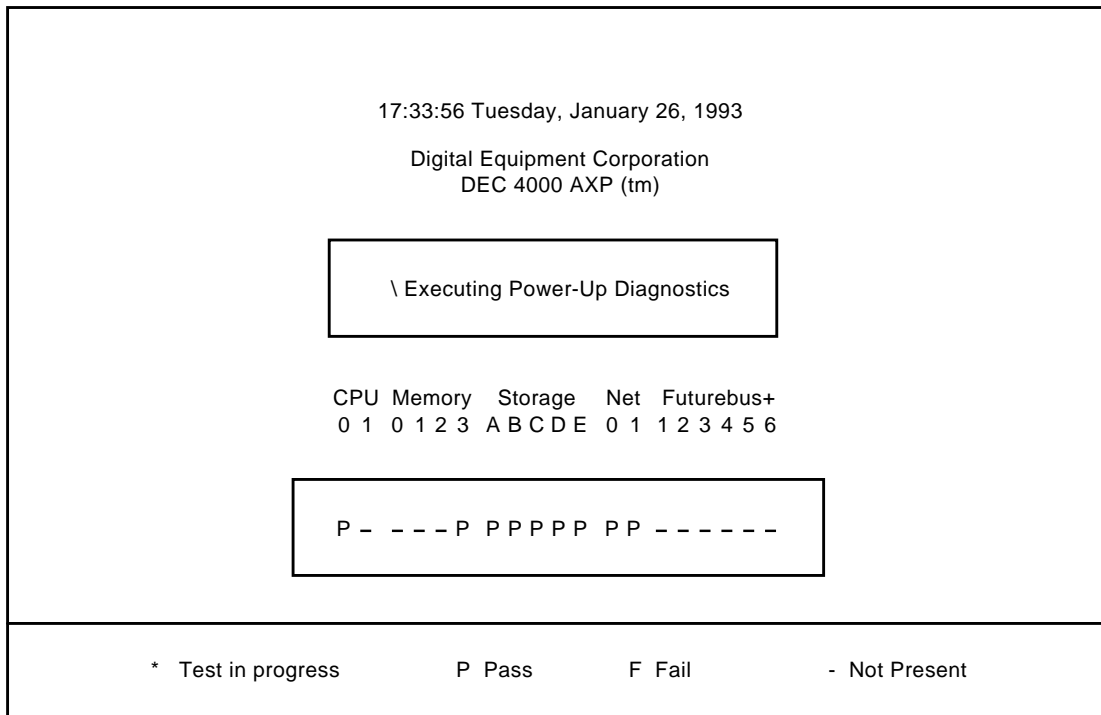 17:33:56 Tuesday, January 26, 1993
Digital Equipment Corporation
DEC 4000 AXP (tm)
\ Executing Power-Up Diagnostics
CPU Memory Storage Net Futurebus+
0 1 0 1 2 3 A B C D E 0 1 1 2 3 4 5 6
P – – – – P P P P P P P P – – – – – –
* Test in progress P Pass F Fail - Not Present